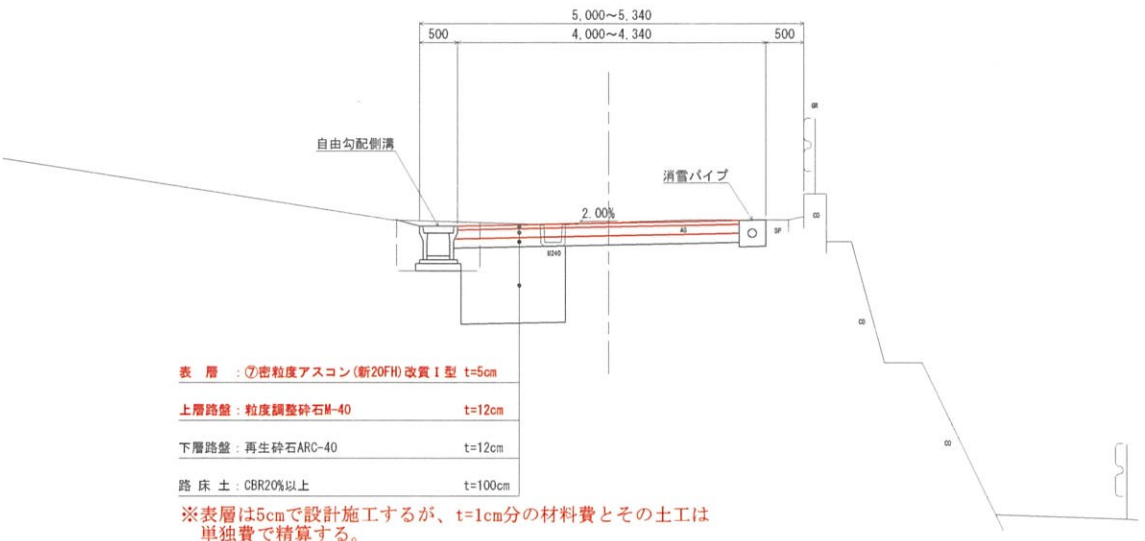 5,000～5,340
500 4,000～4,340 500
GR
自由勾配側溝
消雪パイプ
2.00%
CO
AS
SP
U240
CO
表 層 :⑦密粒度アスコン(新20FH)改質Ⅰ型 t=5cm
上層路盤:粒度調整砕石M-40 t=12cm
下層路盤:再生砕石ARC-40 t=12cm
路 床 土:CBR20%以上 t=100cm
CO
※表層は5cmで設計施工するが、t=1cm分の材料費とその土工は
単独費で精算する。